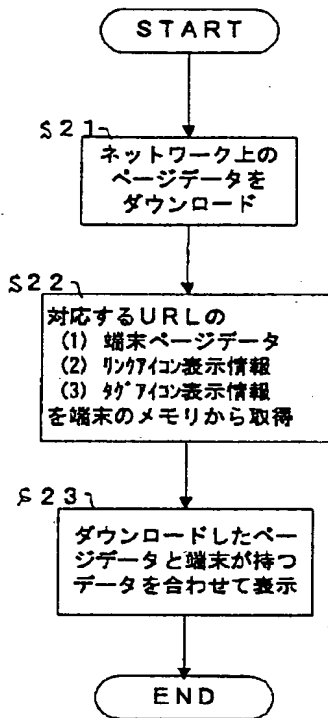 START
S21
ネットワーク上の
ページデータを
ダウンロード
S22
対応するURLの
(1) 端末ページデータ
(2) リンクアイコン表示情報
(3) タグアイコン表示情報
を端末のメモリから取得
S23
ダウンロードしたペー
ジデータと端末が持つ
データを合わせて表示
END